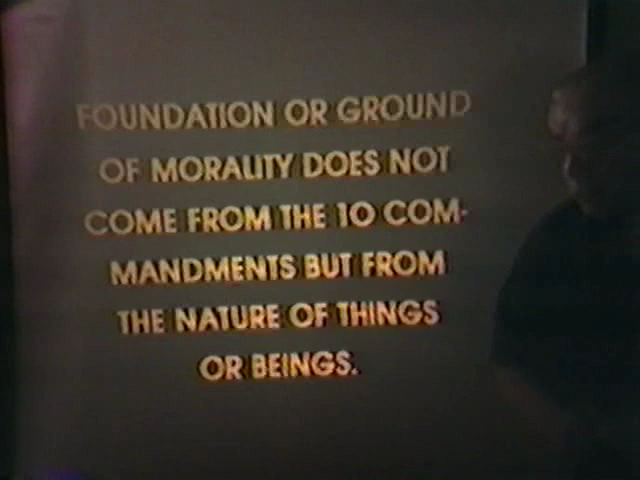 FOUNDATION OR GROUND
OF MORALITY DOES NOT
COME FROM THE 10 COM-
MANDMENTS BUT FROM
THE NATURE OF THINGS
OR BEINGS.